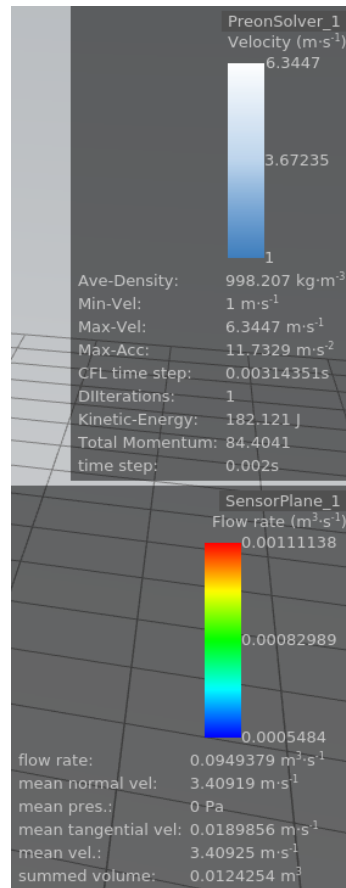 PreonSolver_1
Velocity (m·s⁻¹)
6.3447
3.67235
1
Ave-Density: 998.207 kg·m⁻³
Min-Vel: 1 m·s⁻¹
Max-Vel: 6.3447 m·s⁻¹
Max-Acc: 11.7329 m·s⁻²
CFL time step: 0.00314351s
DIIterations: 1
Kinetic-Energy: 182.121 J
Total Momentum: 84.4041
time step: 0.002s
SensorPlane_1
Flow rate (m³·s⁻¹)
0.00111138
0.00082989
0.0005484
flow rate: 0.0949379 m³·s⁻¹
mean normal vel: 3.40919 m·s⁻¹
mean pres.: 0 Pa
mean tangential vel: 0.0189856 m·s⁻¹
mean vel.: 3.40925 m·s⁻¹
summed volume: 0.0124254 m³